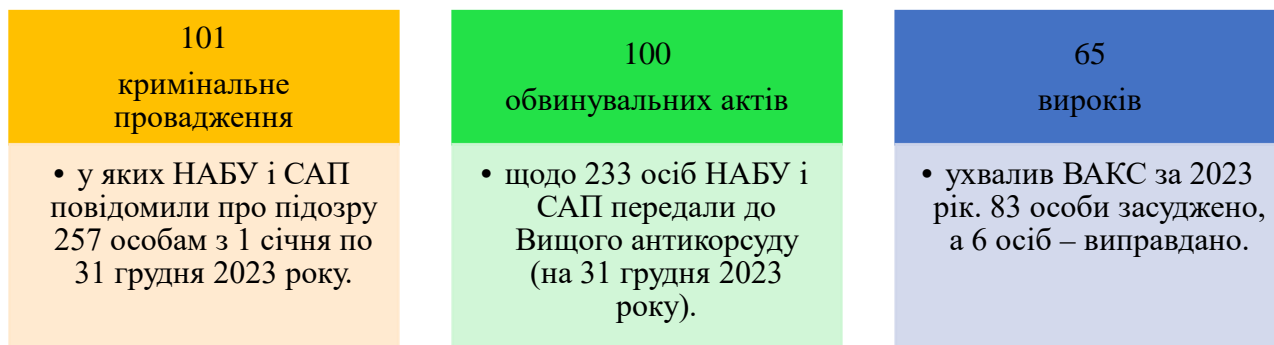 101
кримінальне
провадження
• у яких НАБУ і САП
повідомили про підозру
257 особам з 1 січня по
31 грудня 2023 року.
100
обвинувальних актів
• щодо 233 осіб НАБУ і
САП передали до
Вищого антикорсуду
(на 31 грудня 2023
року).
65
вироків
• ухвалив ВАКС за 2023
рік. 83 особи засуджено,
а 6 осіб – виправдано.